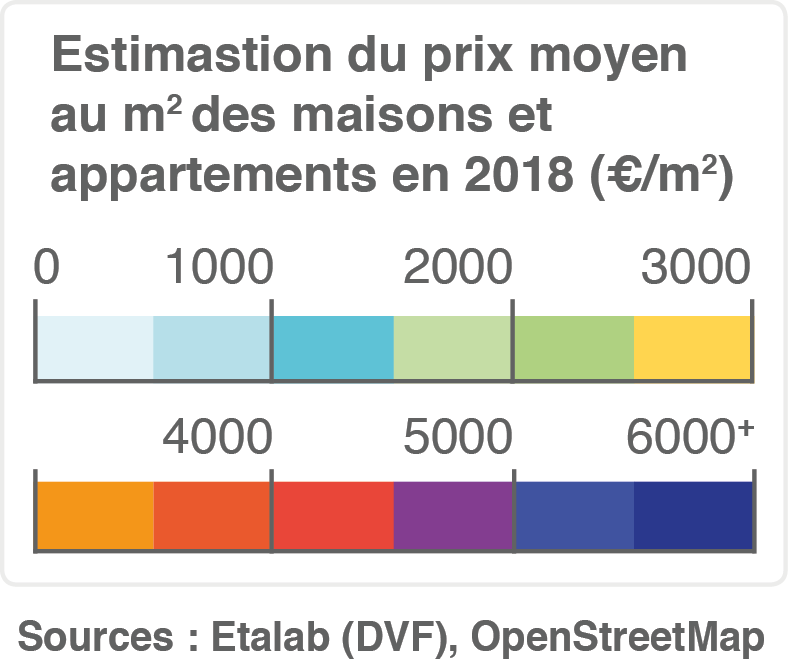 Estimastion du prix moyen
au m² des maisons et
appartements en 2018 (€/m²)
0 1000 2000 3000
4000 5000 6000⁺
Sources : Etalab (DVF), OpenStreetMap